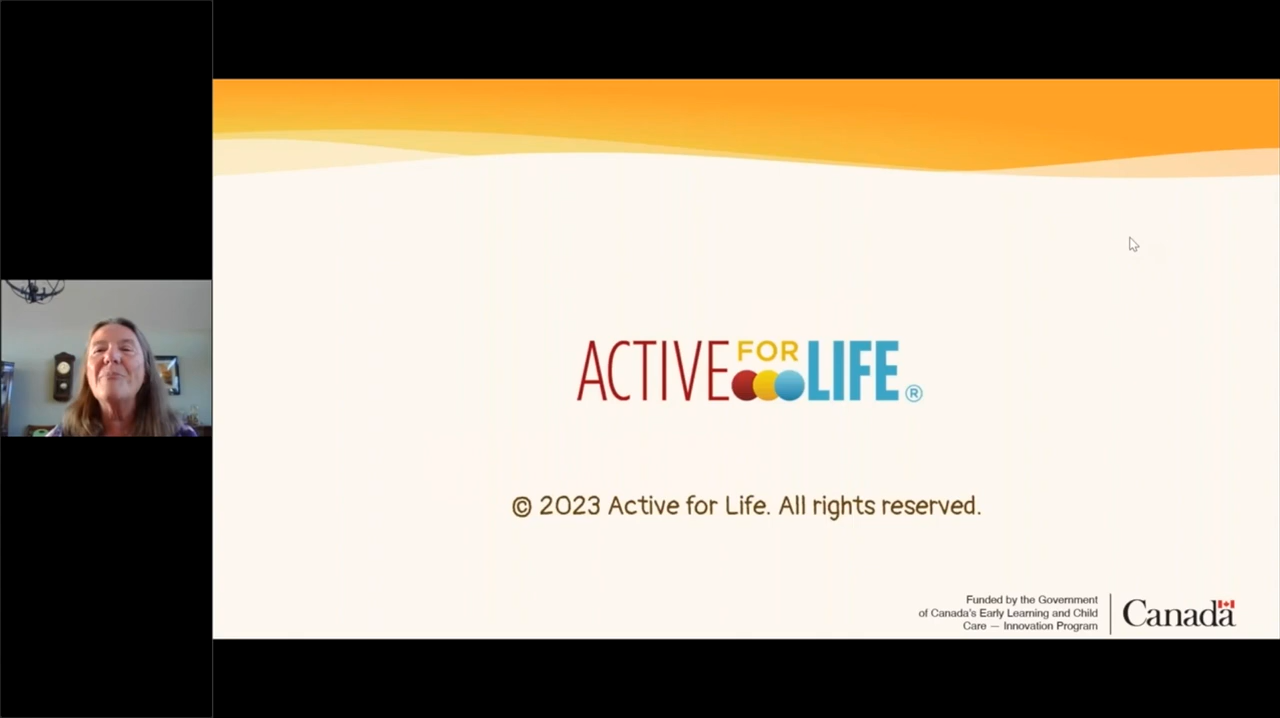 ACTIVE FOR LIFE ®
© 2023 Active for Life. All rights reserved.
Funded by the Government
of Canada's Early Learning and Child
Care — Innovation Program
Canada